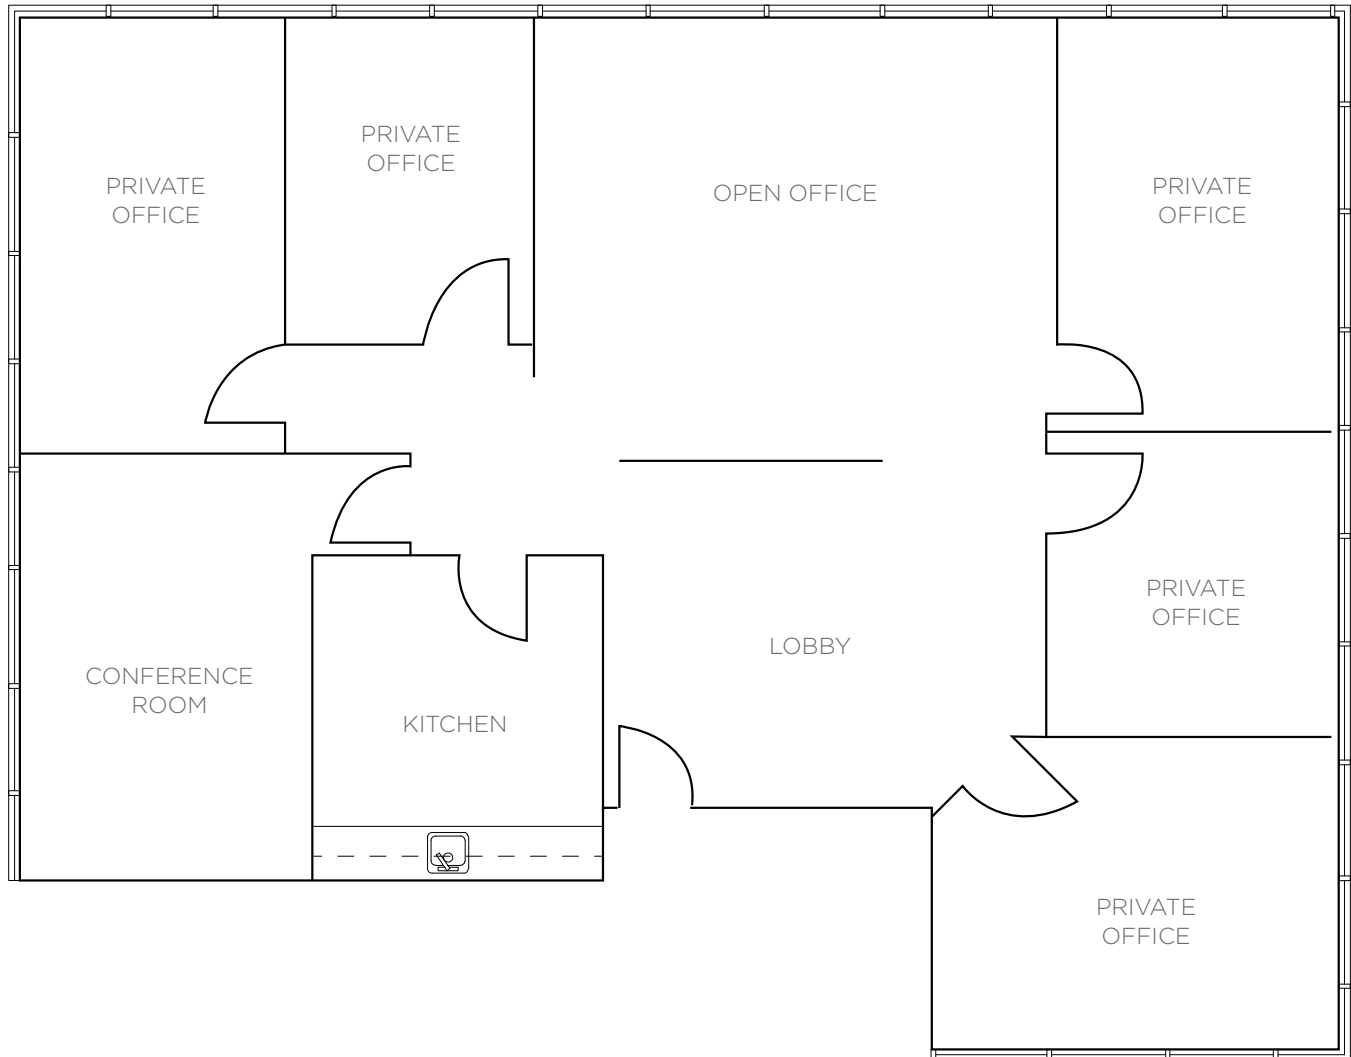 PRIVATE
OFFICE
PRIVATE
OFFICE
OPEN OFFICE
PRIVATE
OFFICE
PRIVATE
OFFICE
LOBBY
CONFERENCE
ROOM
KITCHEN
PRIVATE
OFFICE